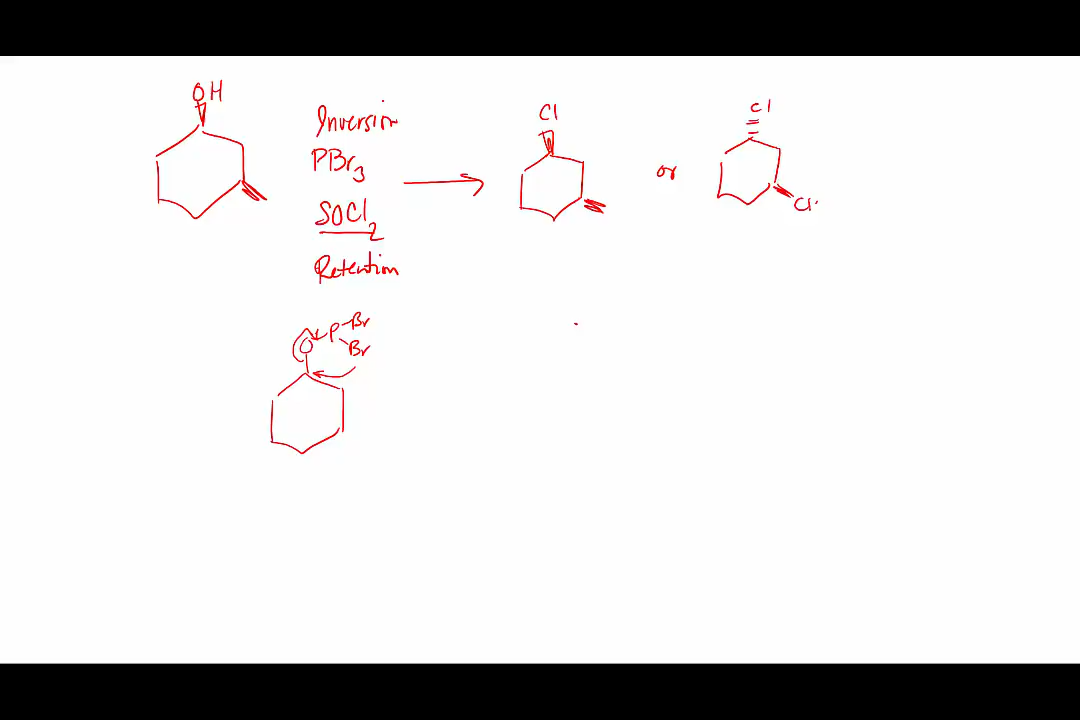 OH
Inversion
PBr3
SOCl2
Retention
Cl
or
Cl
Cl
O P-Br
Br